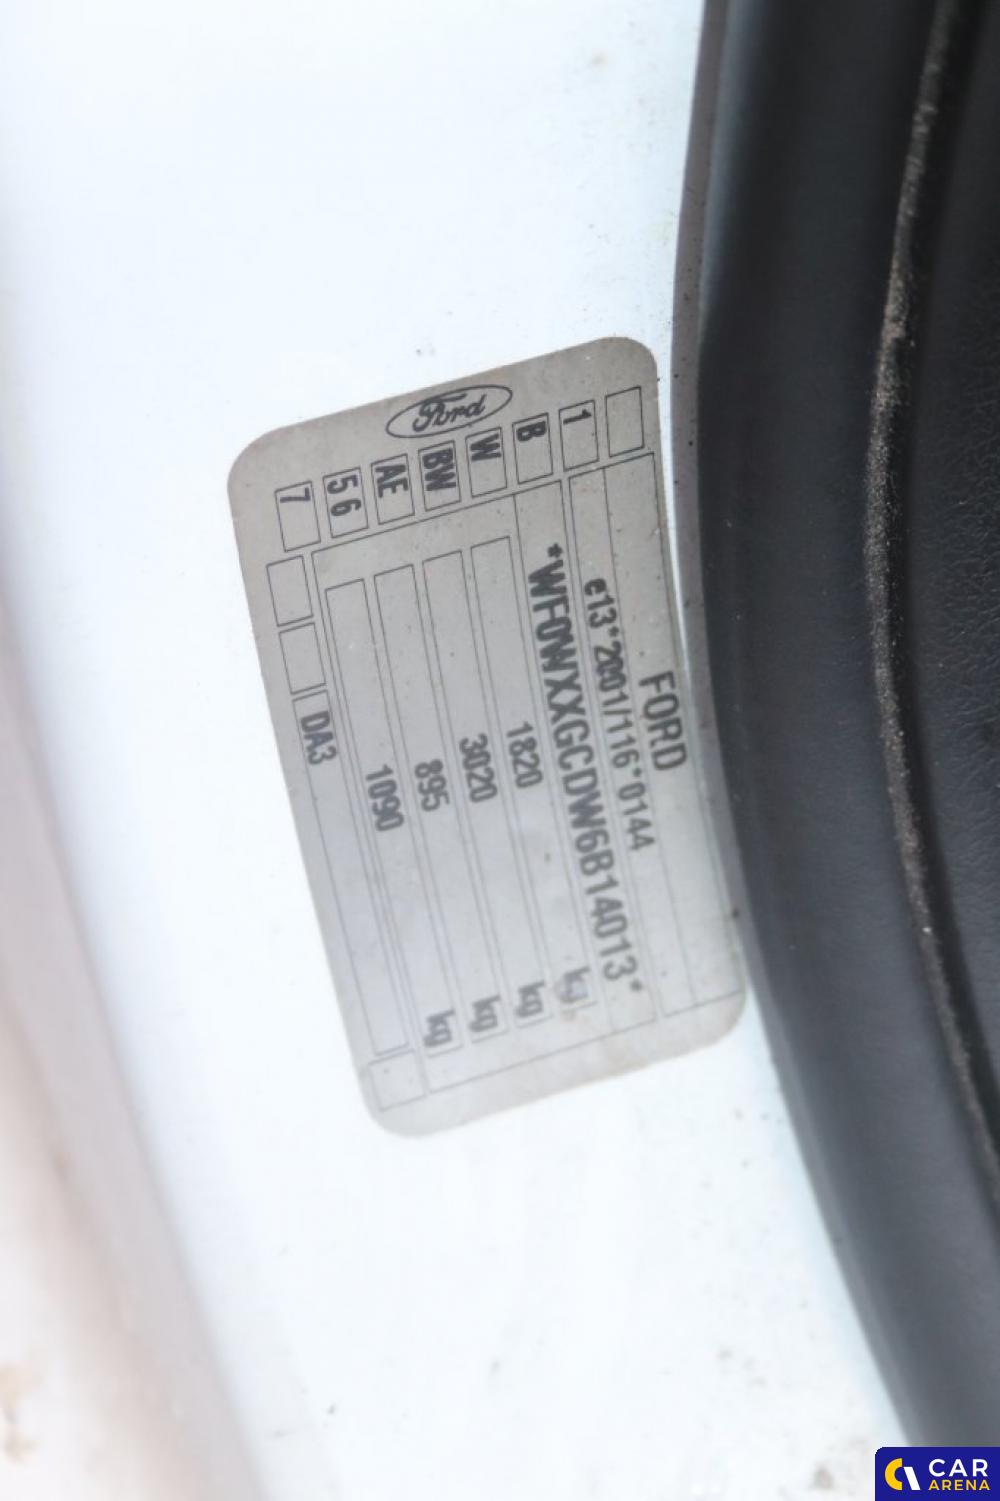 Ford
FORD
e13*2001/116*0144
*WF0WXXGCDW6B14013*
1820 kg
3020 kg
895 kg
1090 kg
DA3
1
B
W
BW
AE
5 6
7
CAR
ARENA